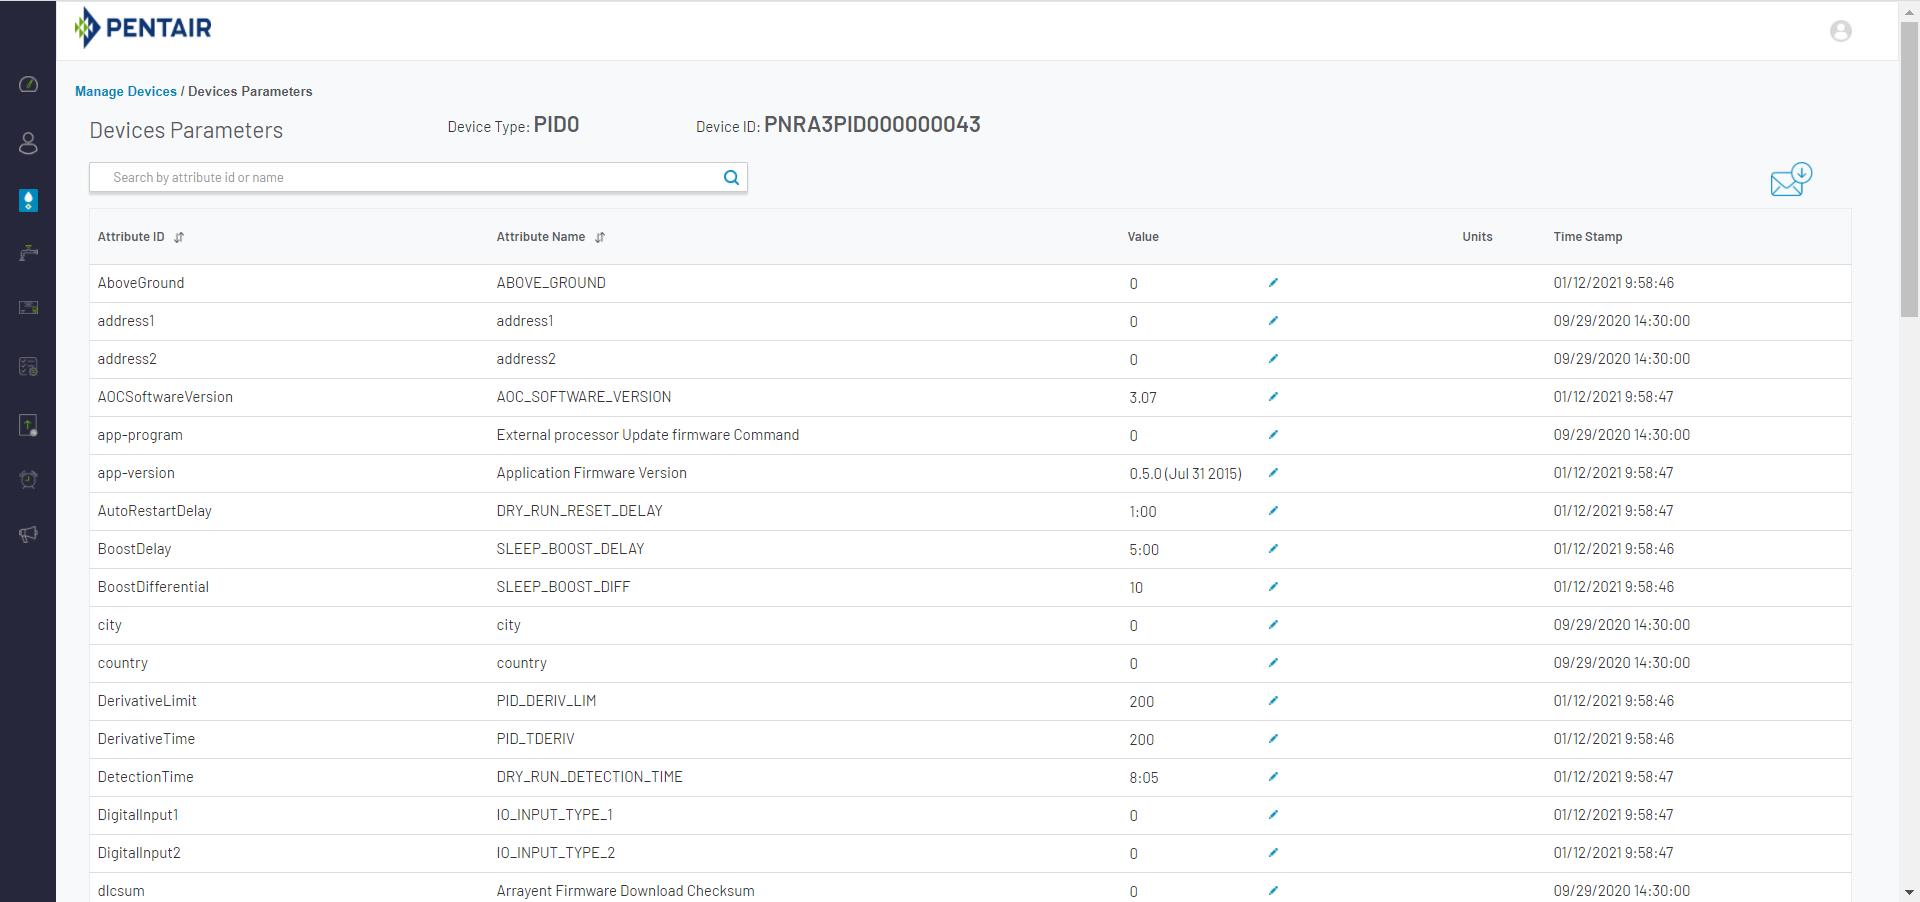 PENTAIR
Manage Devices / Devices Parameters
Devices Parameters Device Type: PID0 Device ID: PNRA3PID000000043
Search by attribute id or name
Attribute ID Attribute Name Value Units Time Stamp
AboveGround ABOVE_GROUND 0 01/12/2021 9:58:46
address1 address1 0 09/29/2020 14:30:00
address2 address2 0 09/29/2020 14:30:00
AOCSoftwareVersion AOC_SOFTWARE_VERSION 3.07 01/12/2021 9:58:47
app-program External processor Update firmware Command 0 09/29/2020 14:30:00
app-version Application Firmware Version 0.5.0 (Jul 31 2015) 01/12/2021 9:58:47
AutoRestartDelay DRY_RUN_RESET_DELAY 1:00 01/12/2021 9:58:47
BoostDelay SLEEP_BOOST_DELAY 5:00 01/12/2021 9:58:46
BoostDifferential SLEEP_BOOST_DIFF 10 01/12/2021 9:58:46
city city 0 09/29/2020 14:30:00
country country 0 09/29/2020 14:30:00
DerivativeLimit PID_DERIV_LIM 200 01/12/2021 9:58:46
DerivativeTime PID_TDERIV 200 01/12/2021 9:58:46
DetectionTime DRY_RUN_DETECTION_TIME 8:05 01/12/2021 9:58:47
DigitalInput1 IO_INPUT_TYPE_1 0 01/12/2021 9:58:47
DigitalInput2 IO_INPUT_TYPE_2 0 01/12/2021 9:58:47
dlcsum Arrayent Firmware Download Checksum 0 09/29/2020 14:30:00